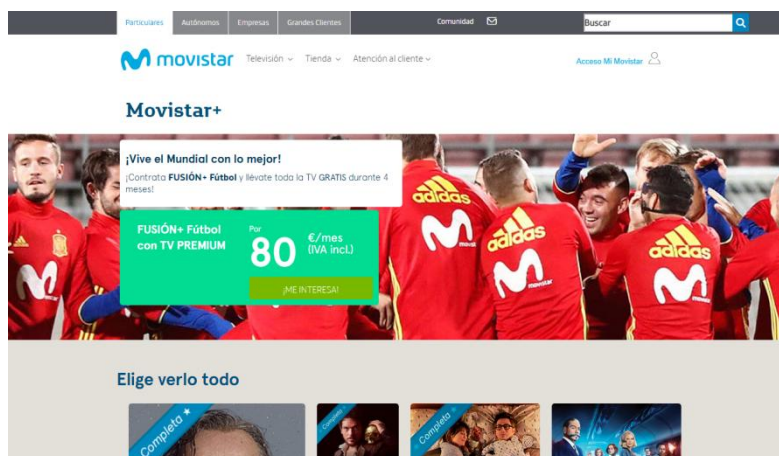 Particulares Autónomos Empresas Grandes Clientes Comunidad Buscar
movistar Televisión Tienda Atención al cliente Acceso Mi Movistar
Movistar+
¡Vive el Mundial con lo mejor!
¡Contrata FUSIÓN+ Fútbol y llévate toda la TV GRATIS durante 4
meses!
FUSIÓN+ Fútbol
con TV PREMIUM
Por
80 €/mes
(IVA incl.)
¡ME INTERESA!
adidas
adidas
adidas
movistar
movistar
Elige verlo todo
Completa
Completa
Completa